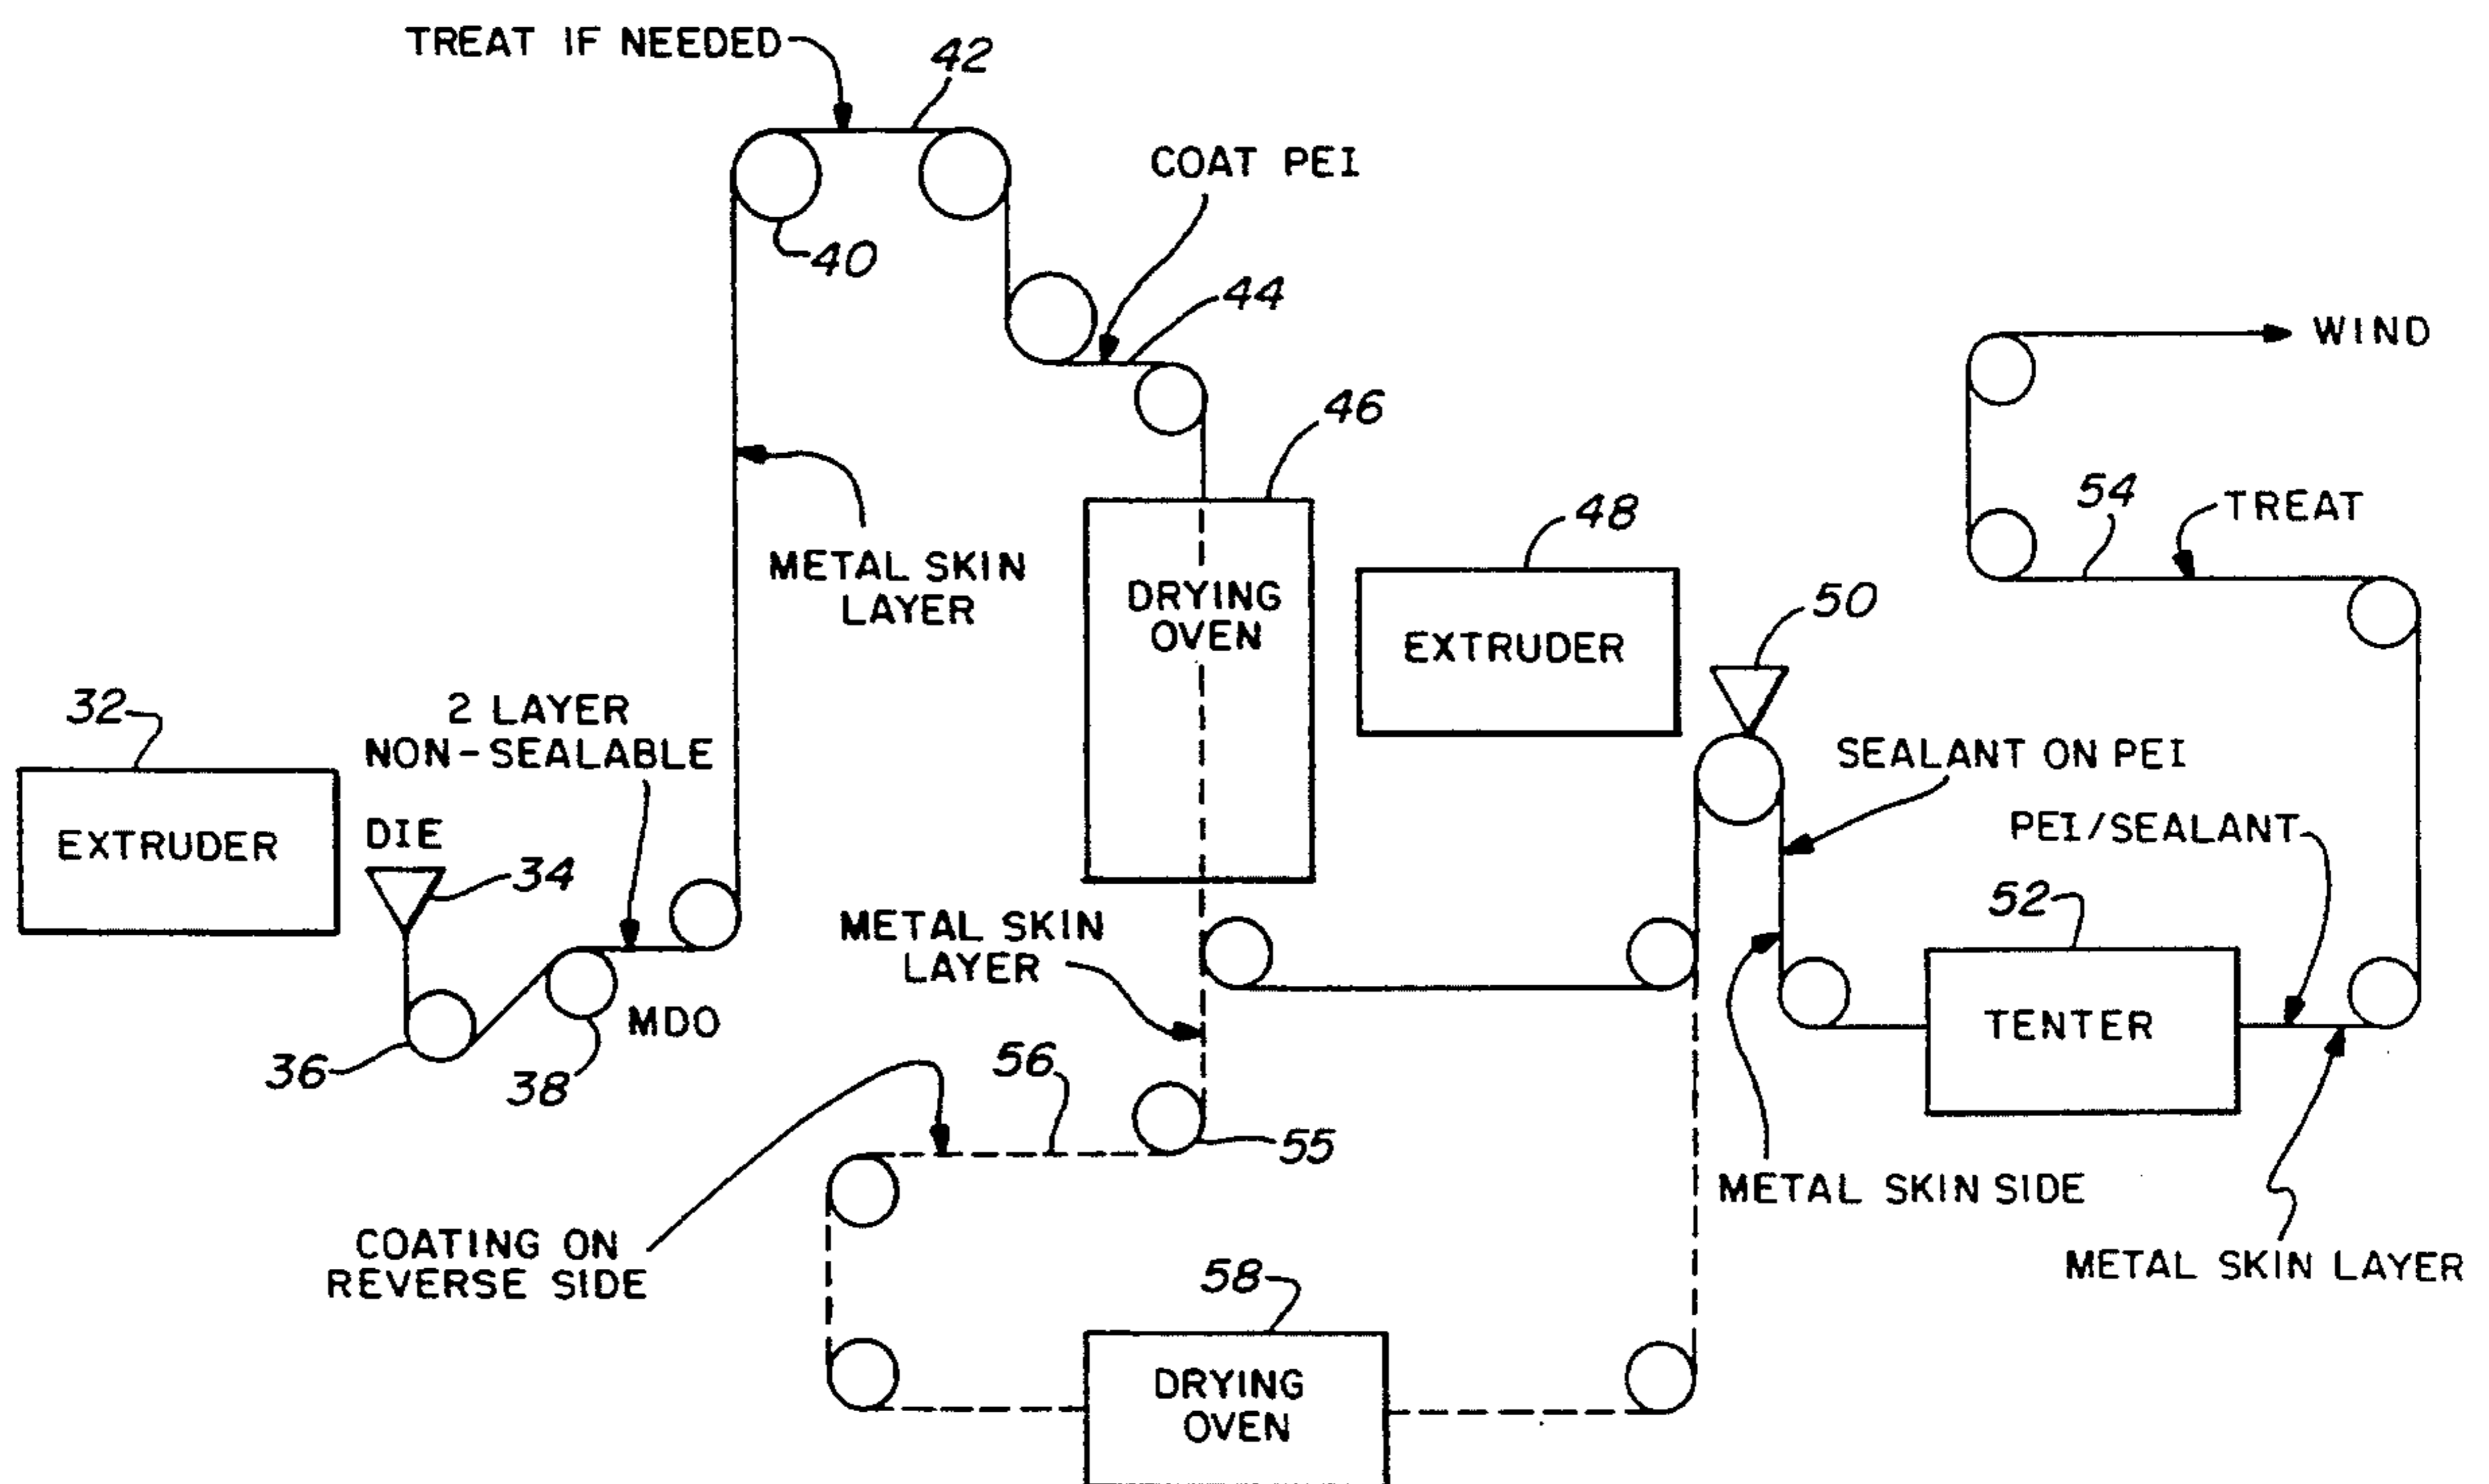 TREAT IF NEEDED
42
COAT PEI
40
44
WIND
46
METAL SKIN
LAYER
DRYING
OVEN
48
EXTRUDER
54
TREAT
50
32
EXTRUDER
2 LAYER
NON-SEALABLE
DIE
34
36
38
MDO
SEALANT ON PEI
PEI/SEALANT
52
TENTER
METAL SKIN
LAYER
56
55
METAL SKIN SIDE
METAL SKIN LAYER
COATING ON
REVERSE SIDE
58
DRYING
OVEN